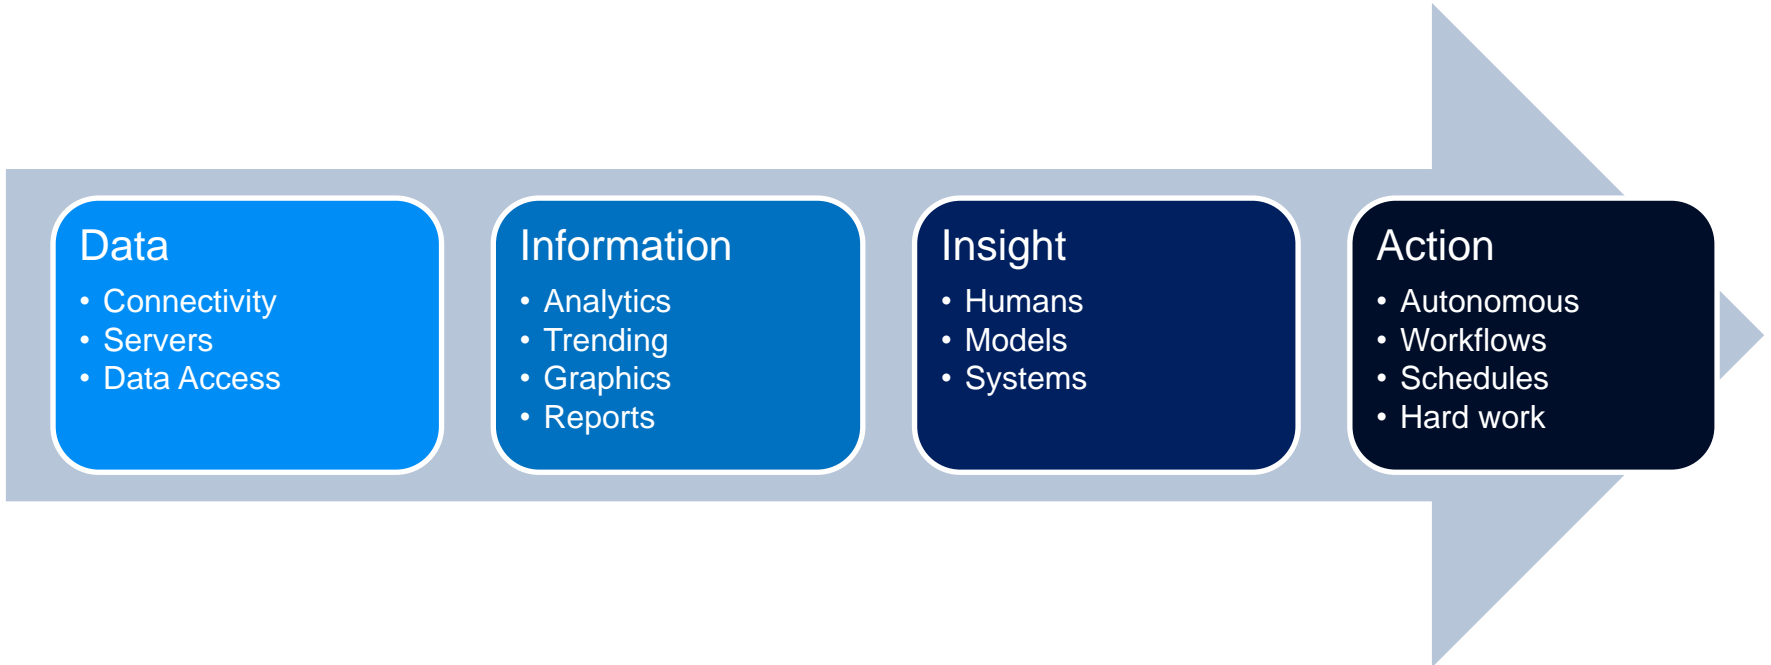 Data
• Connectivity
• Servers
• Data Access
Information
• Analytics
• Trending
• Graphics
• Reports
Insight
• Humans
• Models
• Systems
Action
• Autonomous
• Workflows
• Schedules
• Hard work